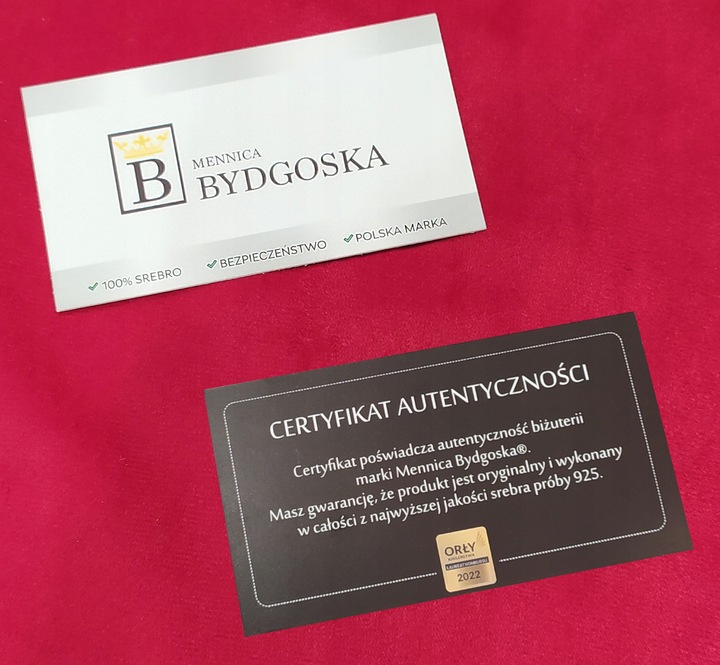 B
MENNICA
BYDGOSKA
100% SREBRO
BEZPIECZEŃSTWO
POLSKA MARKA
CERTYFIKAT AUTENTYCZNOŚCI
Certyfikat poświadcza autentyczność biżuterii
marki Mennica Bydgoska®.
Masz gwarancję, że produkt jest oryginalny i wykonany
w całości z najwyższej jakości srebra próby 925.
ORŁY
2022